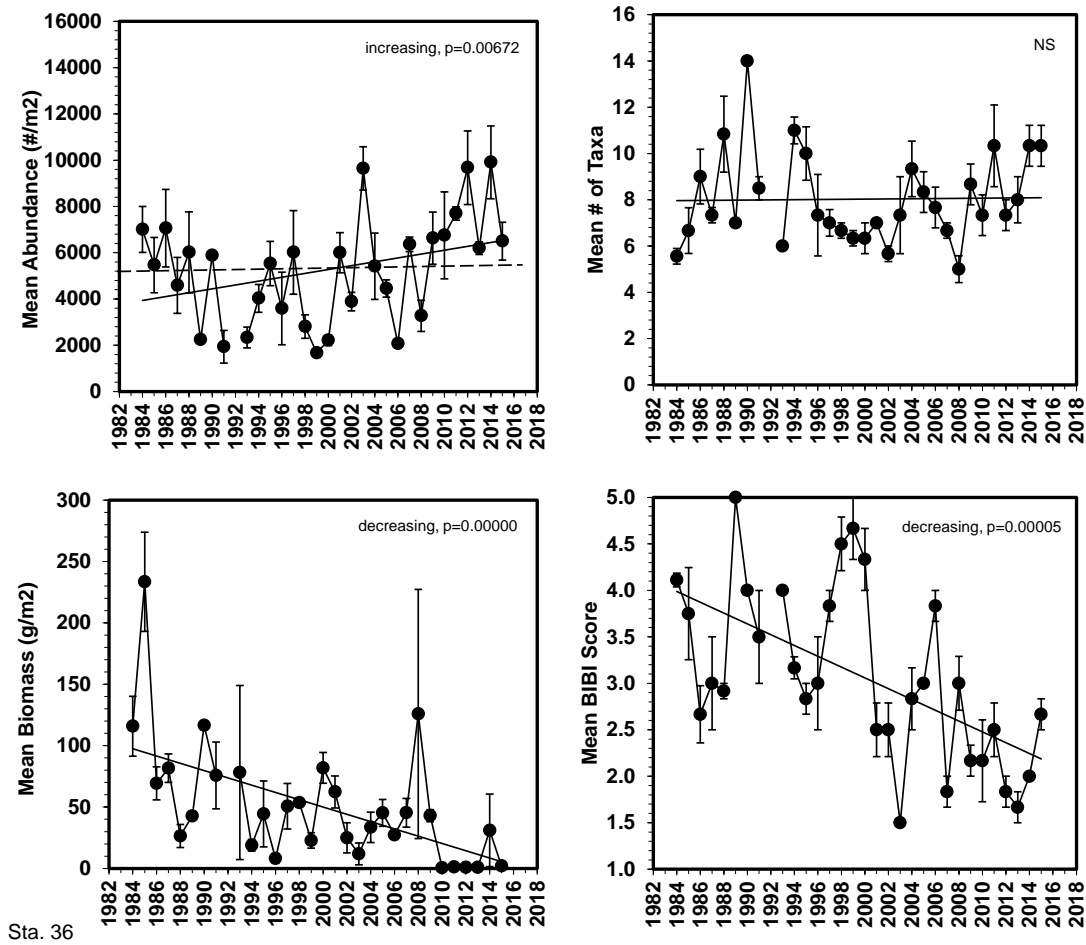 Mean Abundance (#/m2)
16000
14000
12000
10000
8000
6000
4000
2000
0
increasing, p=0.00672
1982 1984 1986 1988 1990 1992 1994 1996 1998 2000 2002 2004 2006 2008 2010 2012 2014 2016 2018
Mean # of Taxa
16
14
12
10
8
6
4
2
0
NS
1982 1984 1986 1988 1990 1992 1994 1996 1998 2000 2002 2004 2006 2008 2010 2012 2014 2016 2018
Mean Biomass (g/m2)
300
250
200
150
100
50
0
decreasing, p=0.00000
1982 1984 1986 1988 1990 1992 1994 1996 1998 2000 2002 2004 2006 2008 2010 2012 2014 2016 2018
Mean BIBI Score
5.0
4.5
4.0
3.5
3.0
2.5
2.0
1.5
1.0
decreasing, p=0.00005
1982 1984 1986 1988 1990 1992 1994 1996 1998 2000 2002 2004 2006 2008 2010 2012 2014 2016 2018
Sta. 36